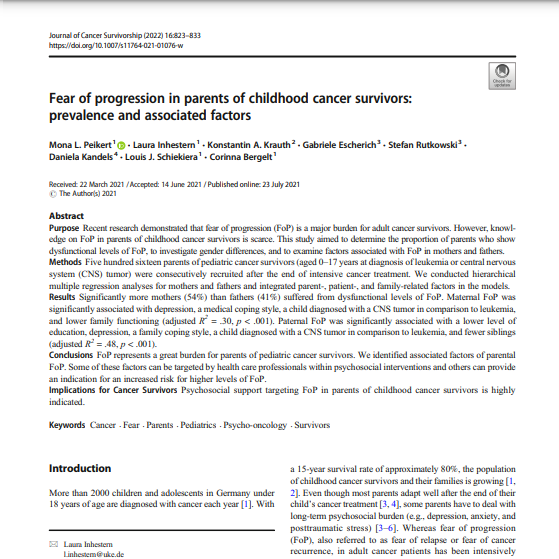 Journal of Cancer Survivorship (2022) 16:823–833
https://doi.org/10.1007/s11764-021-01076-w
Check for
updates
Fear of progression in parents of childhood cancer survivors:
prevalence and associated factors
Mona L. Peikert¹ · Laura Inhestern¹ · Konstantin A. Krauth² · Gabriele Escherich³ · Stefan Rutkowski³ ·
Daniela Kandels⁴ · Louis J. Schiekiera¹ · Corinna Bergelt¹
Received: 22 March 2021 / Accepted: 14 June 2021 / Published online: 23 July 2021
© The Author(s) 2021
Abstract
Purpose Recent research demonstrated that fear of progression (FoP) is a major burden for adult cancer survivors. However, knowl-
edge on FoP in parents of childhood cancer survivors is scarce. This study aimed to determine the proportion of parents who show
dysfunctional levels of FoP, to investigate gender differences, and to examine factors associated with FoP in mothers and fathers.
Methods Five hundred sixteen parents of pediatric cancer survivors (aged 0–17 years at diagnosis of leukemia or central nervous
system (CNS) tumor) were consecutively recruited after the end of intensive cancer treatment. We conducted hierarchical
multiple regression analyses for mothers and fathers and integrated parent-, patient-, and family-related factors in the models.
Results Significantly more mothers (54%) than fathers (41%) suffered from dysfunctional levels of FoP. Maternal FoP was
significantly associated with depression, a medical coping style, a child diagnosed with a CNS tumor in comparison to leukemia,
and lower family functioning (adjusted R² = .30, p < .001). Paternal FoP was significantly associated with a lower level of
education, depression, a family coping style, a child diagnosed with a CNS tumor in comparison to leukemia, and fewer siblings
(adjusted R² = .48, p < .001).
Conclusions FoP represents a great burden for parents of pediatric cancer survivors. We identified associated factors of parental
FoP. Some of these factors can be targeted by health care professionals within psychosocial interventions and others can provide
an indication for an increased risk for higher levels of FoP.
Implications for Cancer Survivors Psychosocial support targeting FoP in parents of childhood cancer survivors is highly
indicated.
Keywords Cancer · Fear · Parents · Pediatrics · Psycho-oncology · Survivors
Introduction
More than 2000 children and adolescents in Germany under
18 years of age are diagnosed with cancer each year [1]. With
✉ Laura Inhestern
l.inhestern@uke.de
a 15-year survival rate of approximately 80%, the population
of childhood cancer survivors and their families is growing [1,
2]. Even though most parents adapt well after the end of their
child's cancer treatment [3, 4], some parents have to deal with
long-term psychosocial burden (e.g., depression, anxiety, and
posttraumatic stress) [3–6]. Whereas fear of progression
(FoP), also referred to as fear of relapse or fear of cancer
recurrence, in adult cancer patients has been intensively